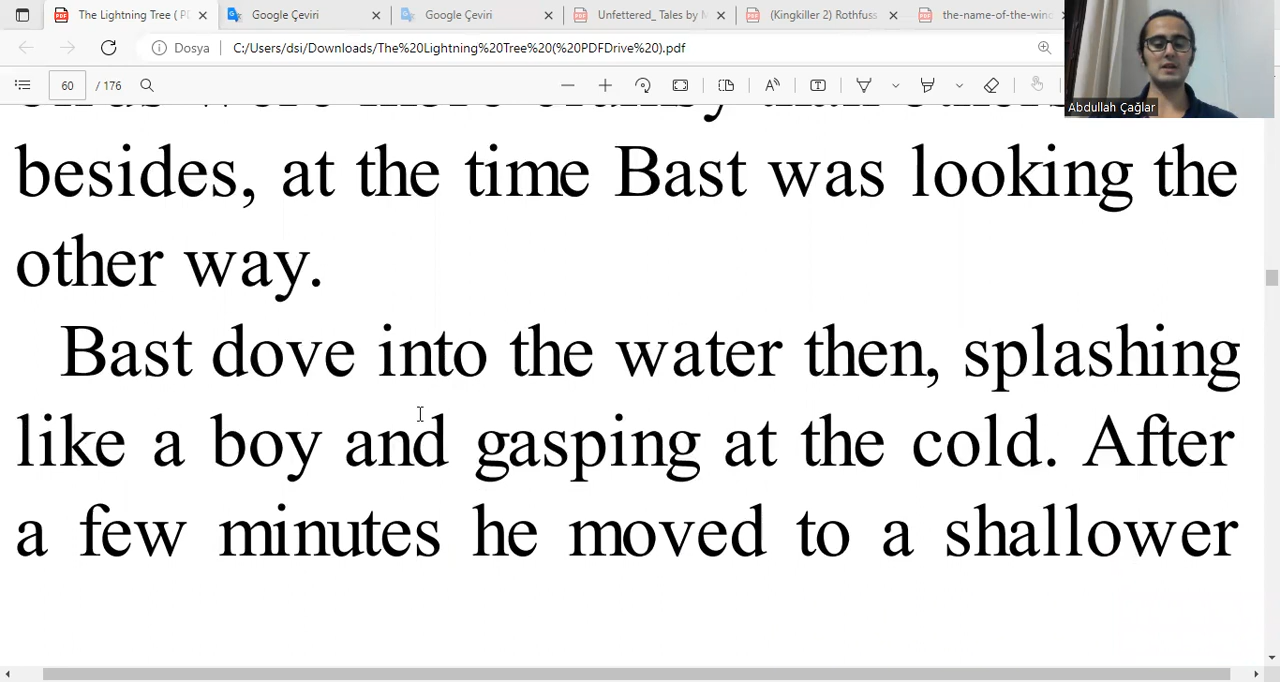 The Lightning Tree ( P
Google Çeviri
Google Çeviri
Unfettered_ Tales by M
(Kingkiller 2) Rothfuss
the-name-of-the-wind
Dosya
C:/Users/dsi/Downloads/The%20Lightning%20Tree%20(%20PDFDrive%20).pdf
60 / 176
Abdullah Çağlar
besides, at the time Bast was looking the
other way.
Bast dove into the water then, splashing
like a boy and gasping at the cold. After
a few minutes he moved to a shallower